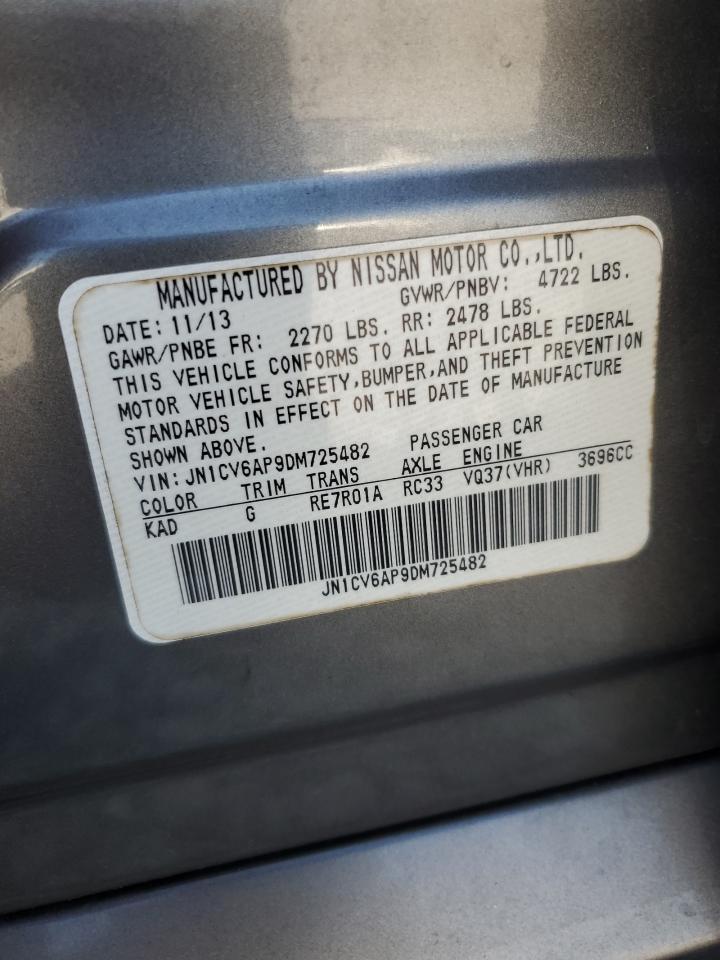 MANUFACTURED BY NISSAN MOTOR CO.,LTD.
DATE: 11/13 GVWR/PNBV: 4722 LBS.
GAWR/PNBE FR: 2270 LBS. RR: 2478 LBS.
THIS VEHICLE CONFORMS TO ALL APPLICABLE FEDERAL
MOTOR VEHICLE SAFETY,BUMPER,AND THEFT PREVENTION
STANDARDS IN EFFECT ON THE DATE OF MANUFACTURE
SHOWN ABOVE.
VIN: JN1CV6AP9DM725482 PASSENGER CAR
COLOR TRIM TRANS AXLE ENGINE
KAD G RE7R01A RC33 VQ37(VHR) 3696CC
JN1CV6AP9DM725482